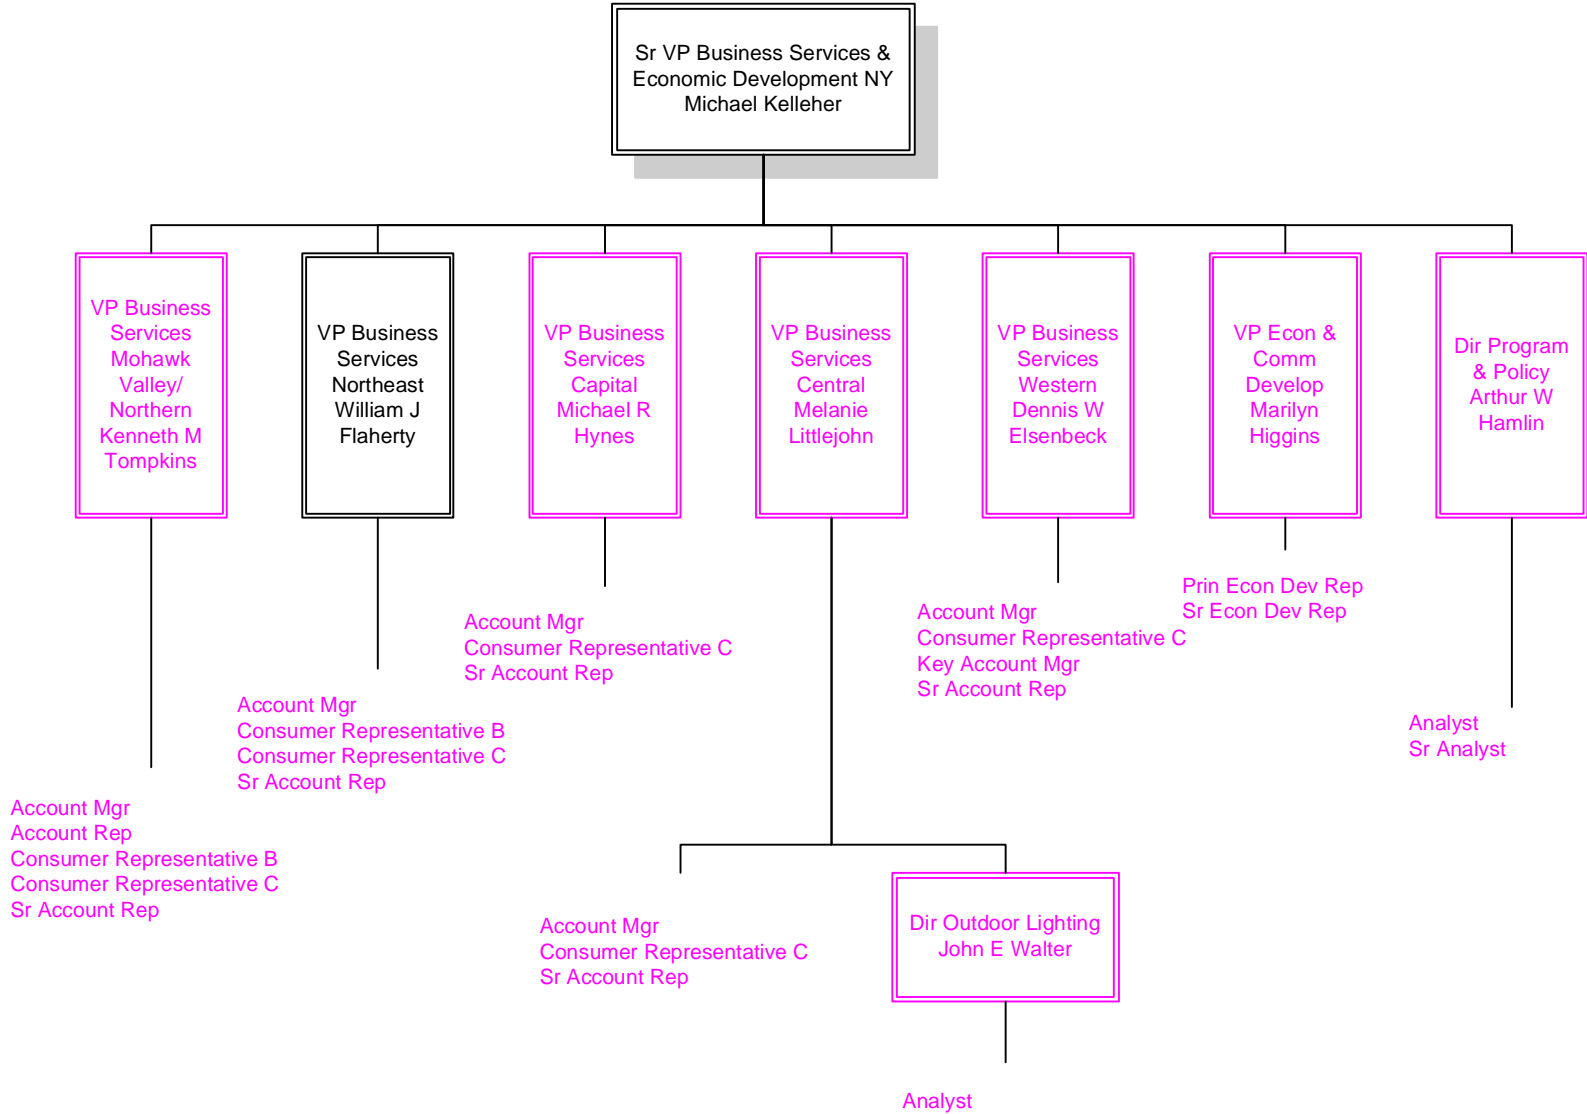 Sr VP Business Services &
Economic Development NY
Michael Kelleher
VP Business
Services
Mohawk
Valley/
Northern
Kenneth M
Tompkins
VP Business
Services
Northeast
William J
Flaherty
VP Business
Services
Capital
Michael R
Hynes
VP Business
Services
Central
Melanie
Littlejohn
VP Business
Services
Western
Dennis W
Elsenbeck
VP Econ &
Comm
Develop
Marilyn
Higgins
Dir Program
& Policy
Arthur W
Hamlin
Account Mgr
Account Rep
Consumer Representative B
Consumer Representative C
Sr Account Rep
Account Mgr
Consumer Representative B
Consumer Representative C
Sr Account Rep
Account Mgr
Consumer Representative C
Sr Account Rep
Account Mgr
Consumer Representative C
Sr Account Rep
Dir Outdoor Lighting
John E Walter
Analyst
Account Mgr
Consumer Representative C
Key Account Mgr
Sr Account Rep
Prin Econ Dev Rep
Sr Econ Dev Rep
Analyst
Sr Analyst